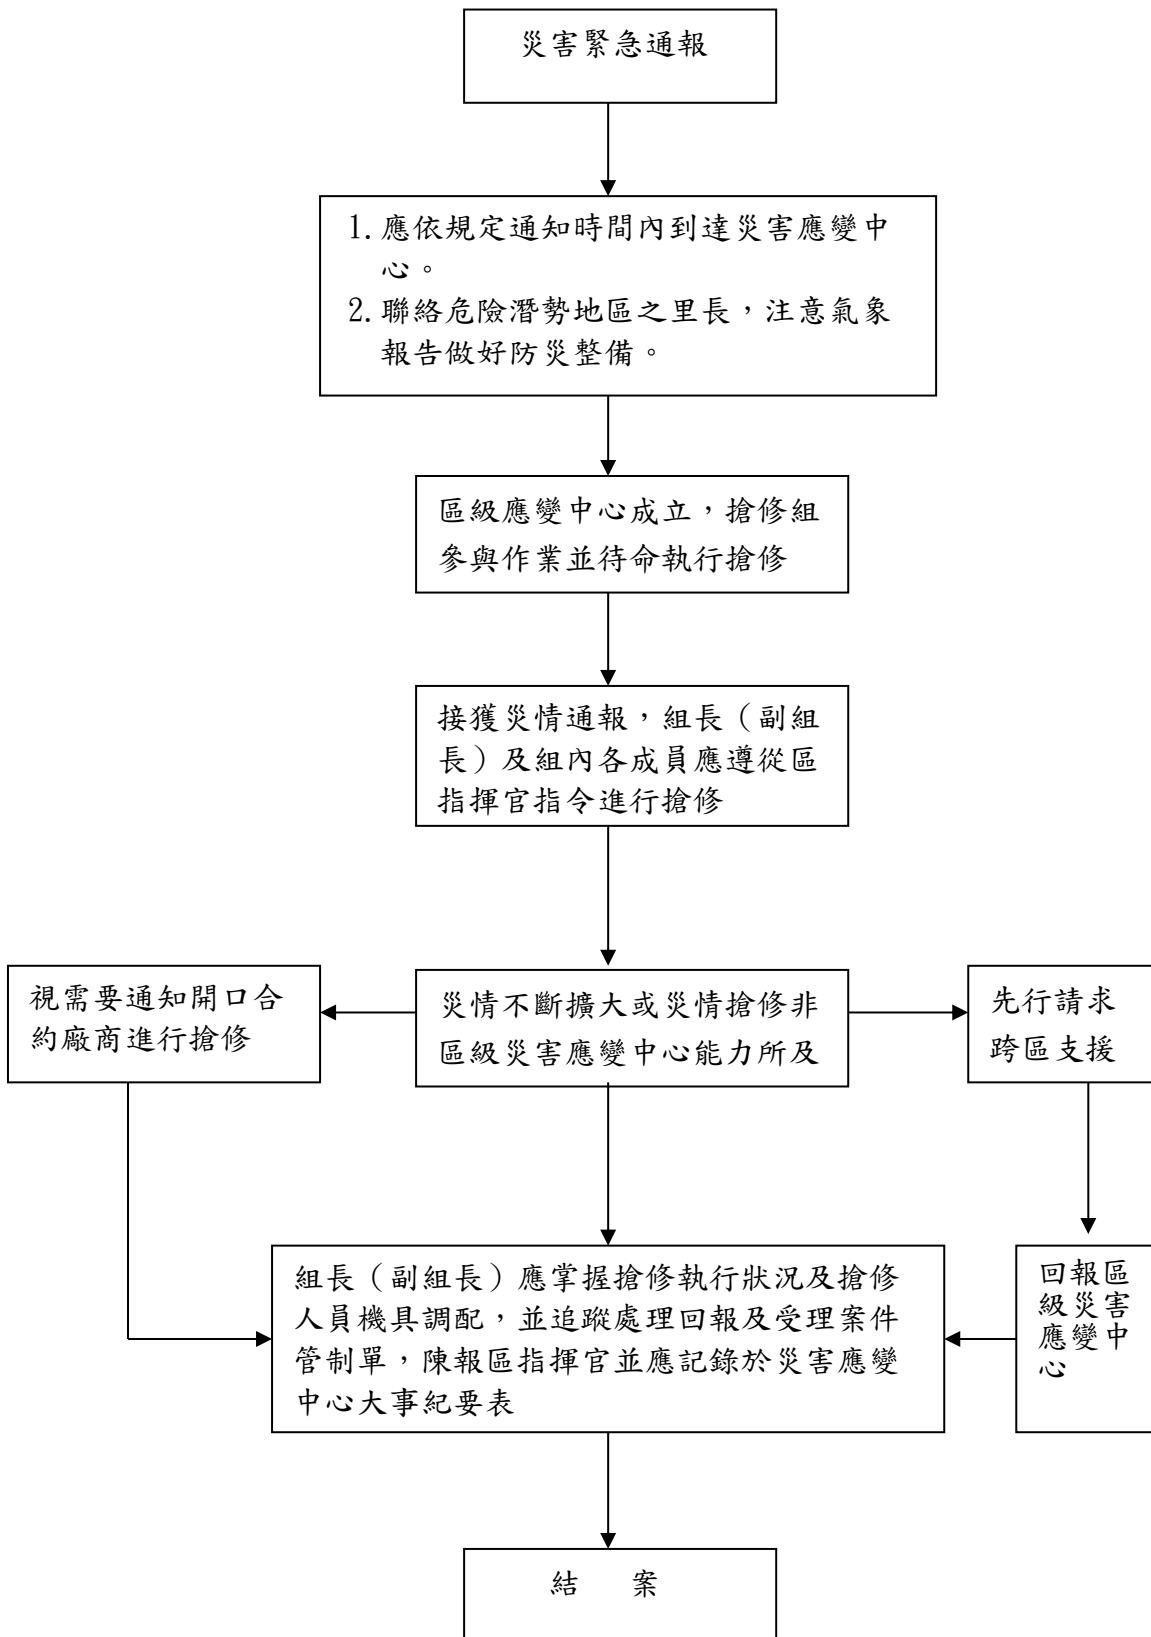 災害緊急通報
1. 應依規定通知時間內到達災害應變中
心。
2. 聯絡危險潛勢地區之里長，注意氣象
報告做好防災整備。
區級應變中心成立，搶修組
參與作業並待命執行搶修
接獲災情通報，組長（副組
長）及組內各成員應遵從區
指揮官指令進行搶修
視需要通知開口合
約廠商進行搶修
災情不斷擴大或災情搶修非
區級災害應變中心能力所及
先行請求
跨區支援
組長（副組長）應掌握搶修執行狀況及搶修
人員機具調配，並追蹤處理回報及受理案件
管制單，陳報區指揮官並應記錄於災害應變
中心大事紀要表
回報區
級災害
應變中
心
結　案